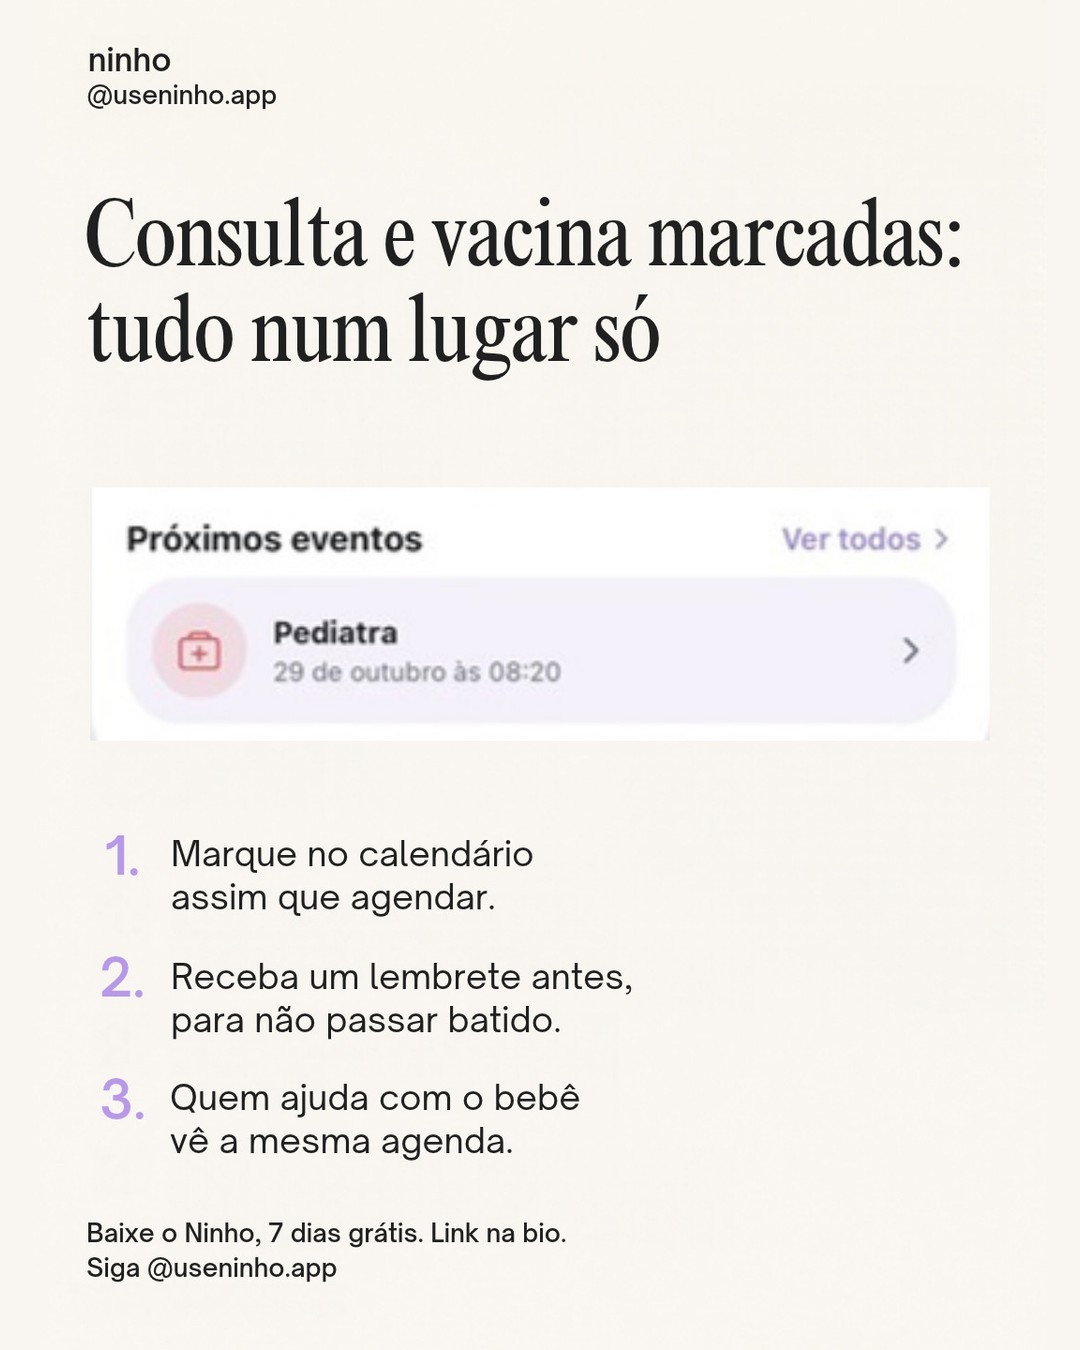 ninho
@useninho.app
Consulta e vacina marcadas:
tudo num lugar só
Próximos eventos
Ver todos >
Pediatra
29 de outubro às 08:20
1. Marque no calendário
assim que agendar.
2. Receba um lembrete antes,
para não passar batido.
3. Quem ajuda com o bebê
vê a mesma agenda.
Baixe o Ninho, 7 dias grátis. Link na bio.
Siga @useninho.app